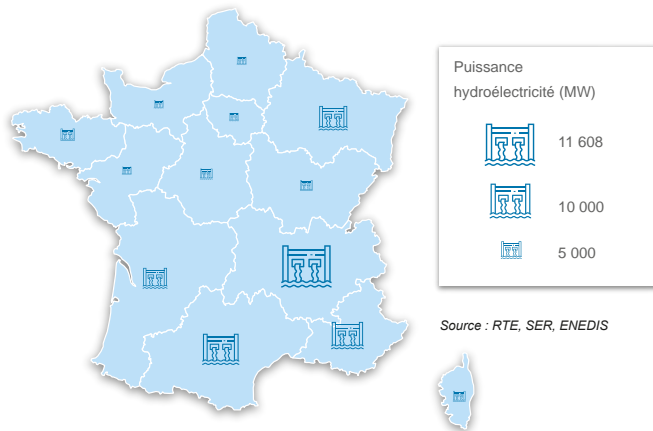 Puissance
hydroélectricité (MW)
11 608
10 000
5 000
Source : RTE, SER, ENEDIS